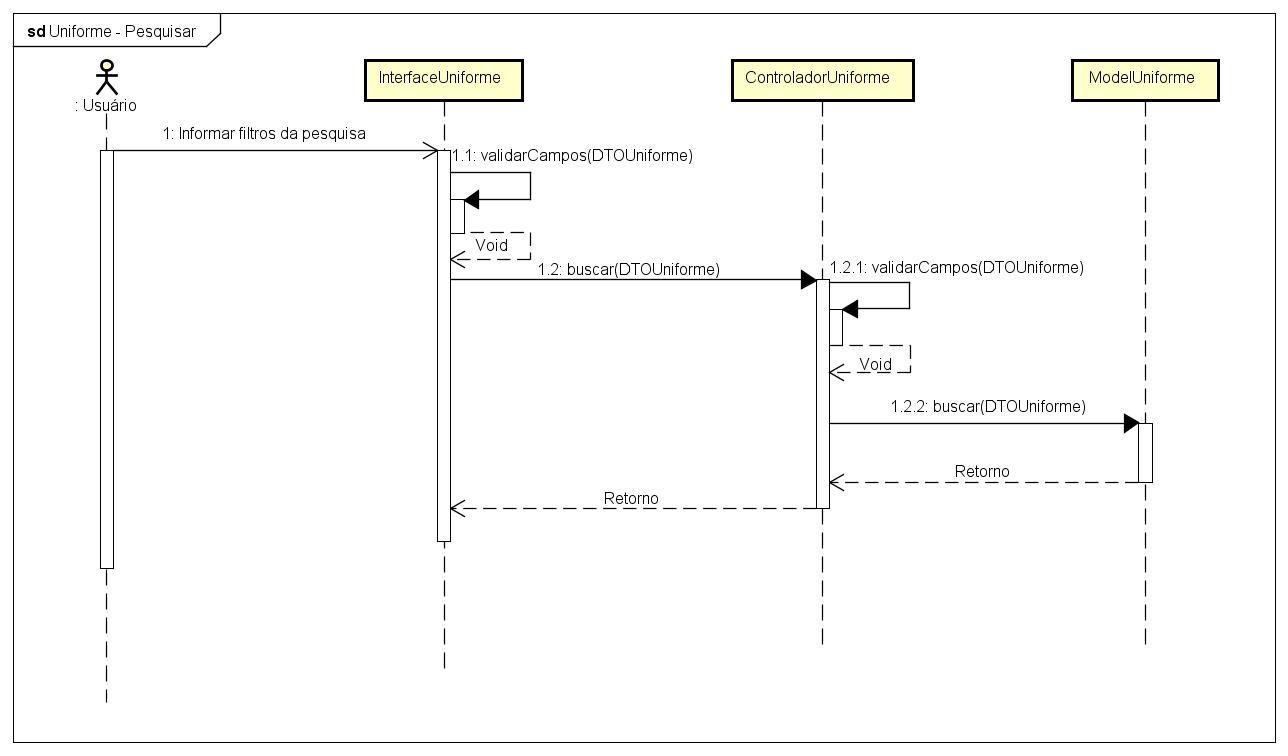 sd Uniforme - Pesquisar
InterfaceUniforme
ControladorUniforme
ModelUniforme
: Usuário
1: Informar filtros da pesquisa
1.1: validarCampos(DTOUniforme)
Void
1.2: buscar(DTOUniforme)
1.2.1: validarCampos(DTOUniforme)
Void
1.2.2: buscar(DTOUniforme)
Retorno
Retorno